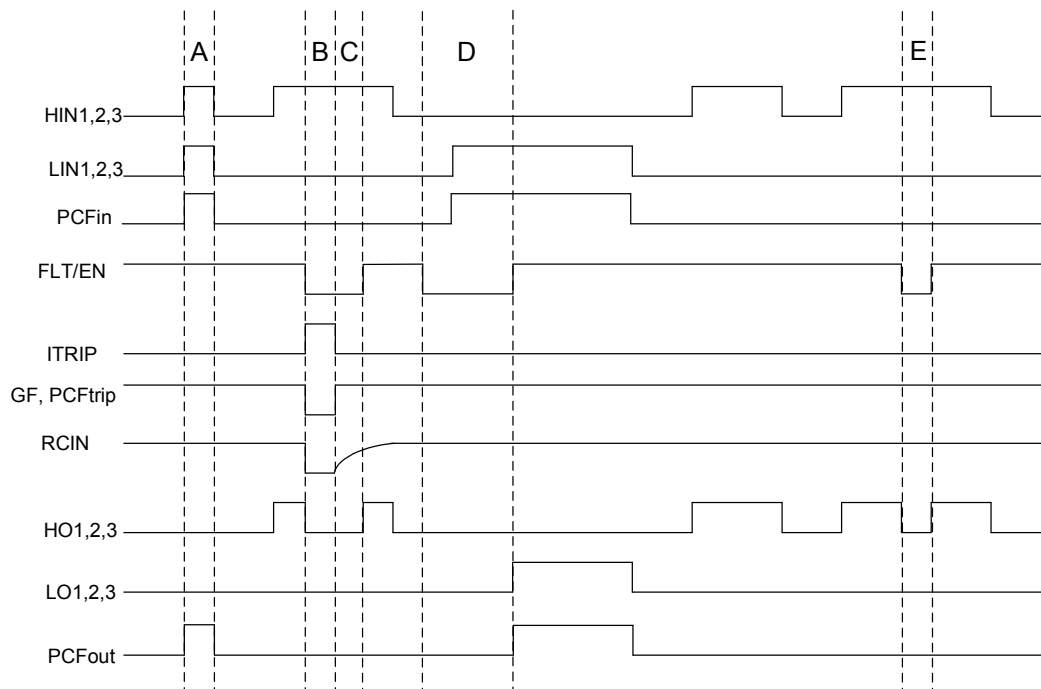 A B C D E
HIN1,2,3
LIN1,2,3
PCFin
FLT/EN
ITRIP
GF, PCFtrip
RCIN
HO1,2,3
LO1,2,3
PCFout